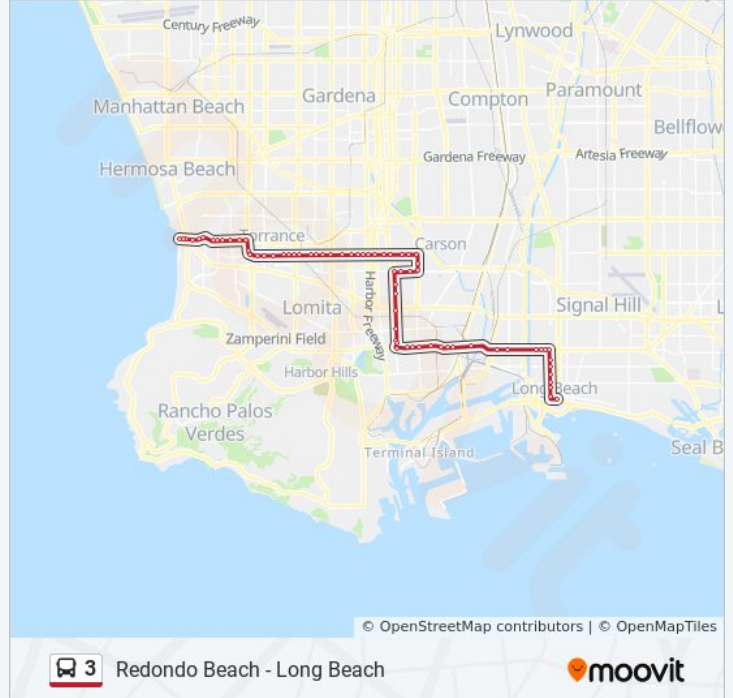 Century Freeway
Lynwood
Manhattan Beach
Gardena
Compton
Paramount
Bellflow
Hermosa Beach
Gardena Freeway
Artesia Freeway
Torrance
Carson
Harbor Freeway
Lomita
Signal Hill
L
Zamperini Field
Harbor Hills
Long Beach
Rancho Palos
Verdes
Terminal Island
Seal B
© OpenStreetMap contributors | © OpenMapTiles
3 Redondo Beach - Long Beach
moovit